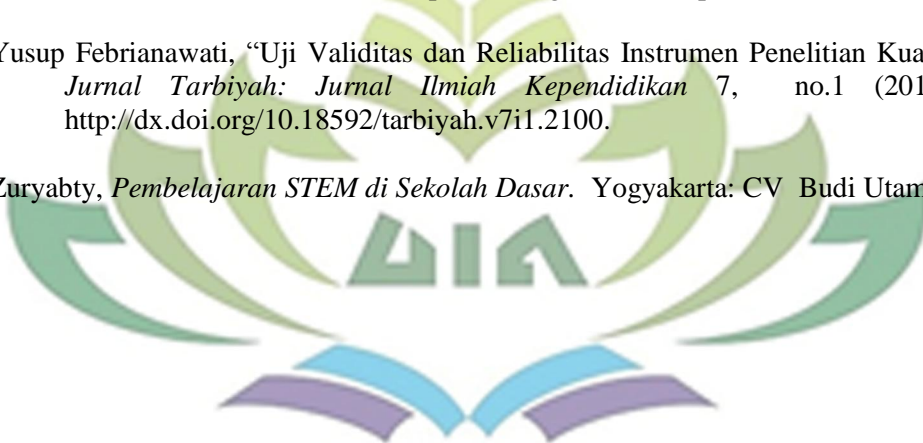 Yusup Febrianawati, “Uji Validitas dan Reliabilitas Instrumen Penelitian Kua
Jurnal Tarbiyah: Jurnal Ilmiah Kependidikan 7, no.1 (201
http://dx.doi.org/10.18592/tarbiyah.v7i1.2100.
Zuryabty, Pembelajaran STEM di Sekolah Dasar. Yogyakarta: CV Budi Utam
UIN